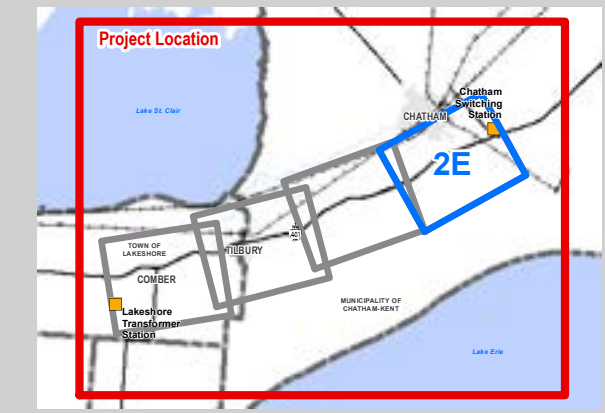 Project Location
Lake St. Clair
Chatham
Switching
Station
CHATHAM
2E
401
TOWN OF
LAKESHORE
TILBURY
COMBER
Lakeshore
Transformer
Station
MUNICIPALITY OF
CHATHAM-KENT
Lake Erie